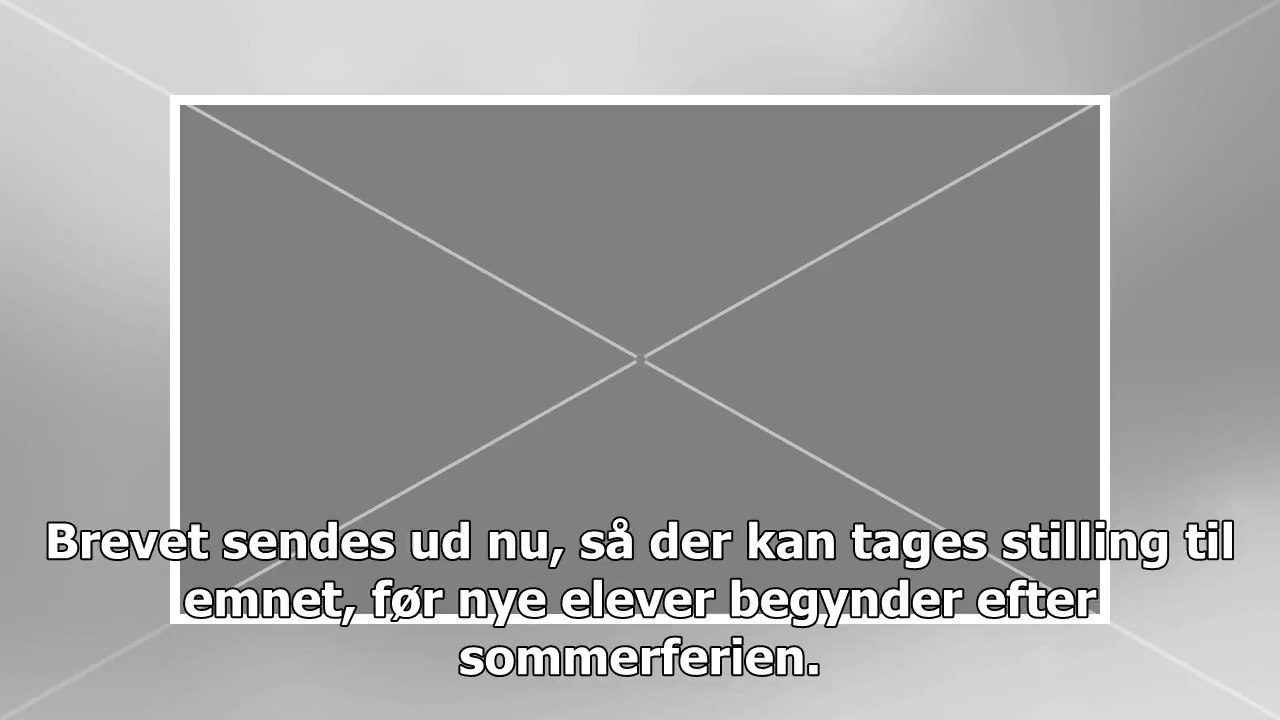 Brevet sendes ud nu, så der kan tages stilling til
emnet, før nye elever begynder efter
sommerferien.